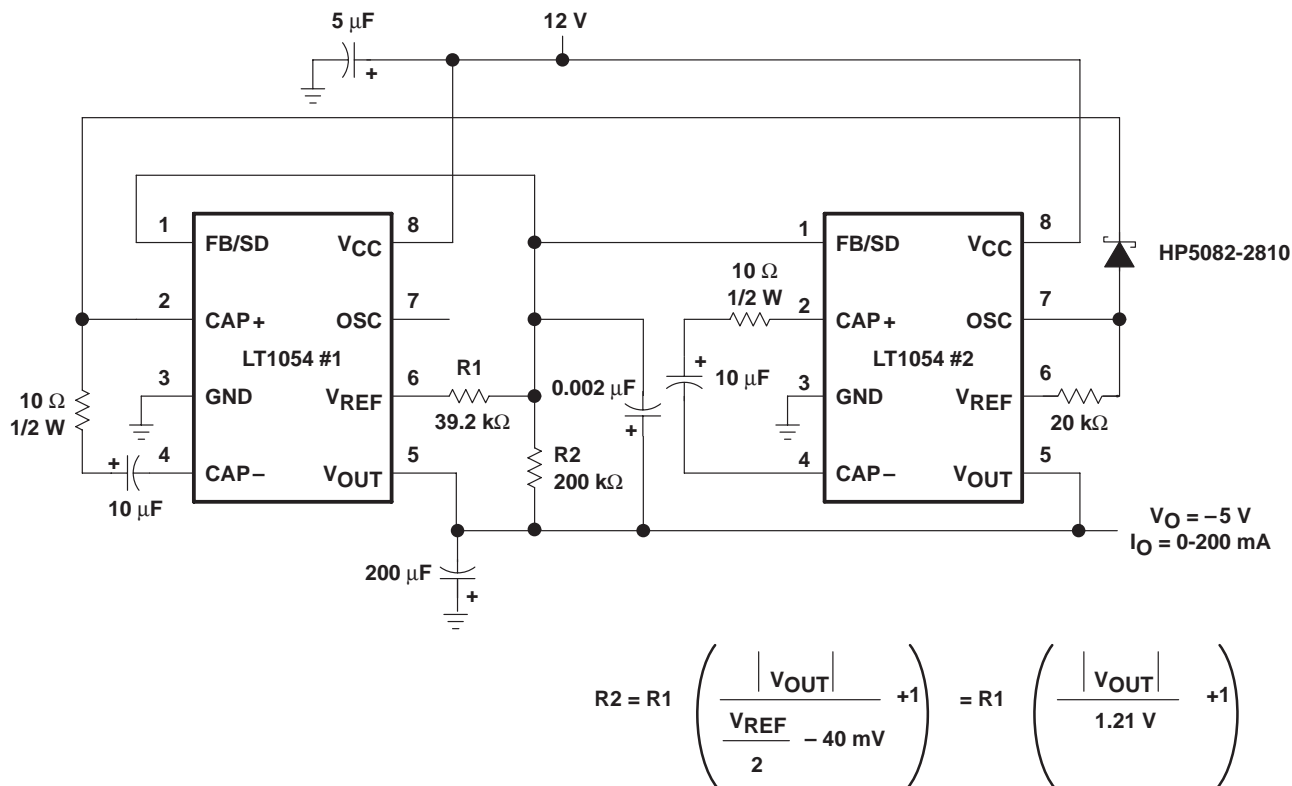 5 μF
12 V
+
1
FB/SD
VCC
8
2
CAP+
OSC
7
LT1054 #1
3
GND
VREF
6
R1
39.2 kΩ
4
CAP–
VOUT
5
10 Ω
1/2 W
+
10 μF
R2
200 kΩ
0.002 μF
+
200 μF
+
10 Ω
1/2 W
+
10 μF
1
FB/SD
VCC
8
2
CAP+
OSC
7
LT1054 #2
3
GND
VREF
6
20 kΩ
4
CAP–
VOUT
5
HP5082-2810
VO = –5 V
IO = 0-200 mA
R2 = R1 ( |VOUT| / (VREF/2 – 40 mV) +1 ) = R1 ( |VOUT| / 1.21 V +1 )